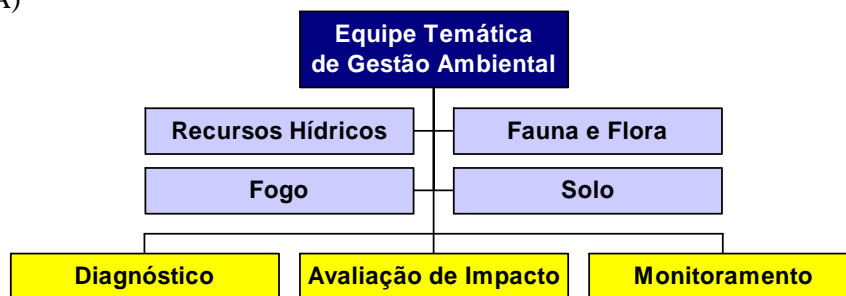 A)
Equipe Temática
de Gestão Ambiental
Recursos Hídricos
Fauna e Flora
Fogo
Solo
Diagnóstico
Avaliação de Impacto
Monitoramento